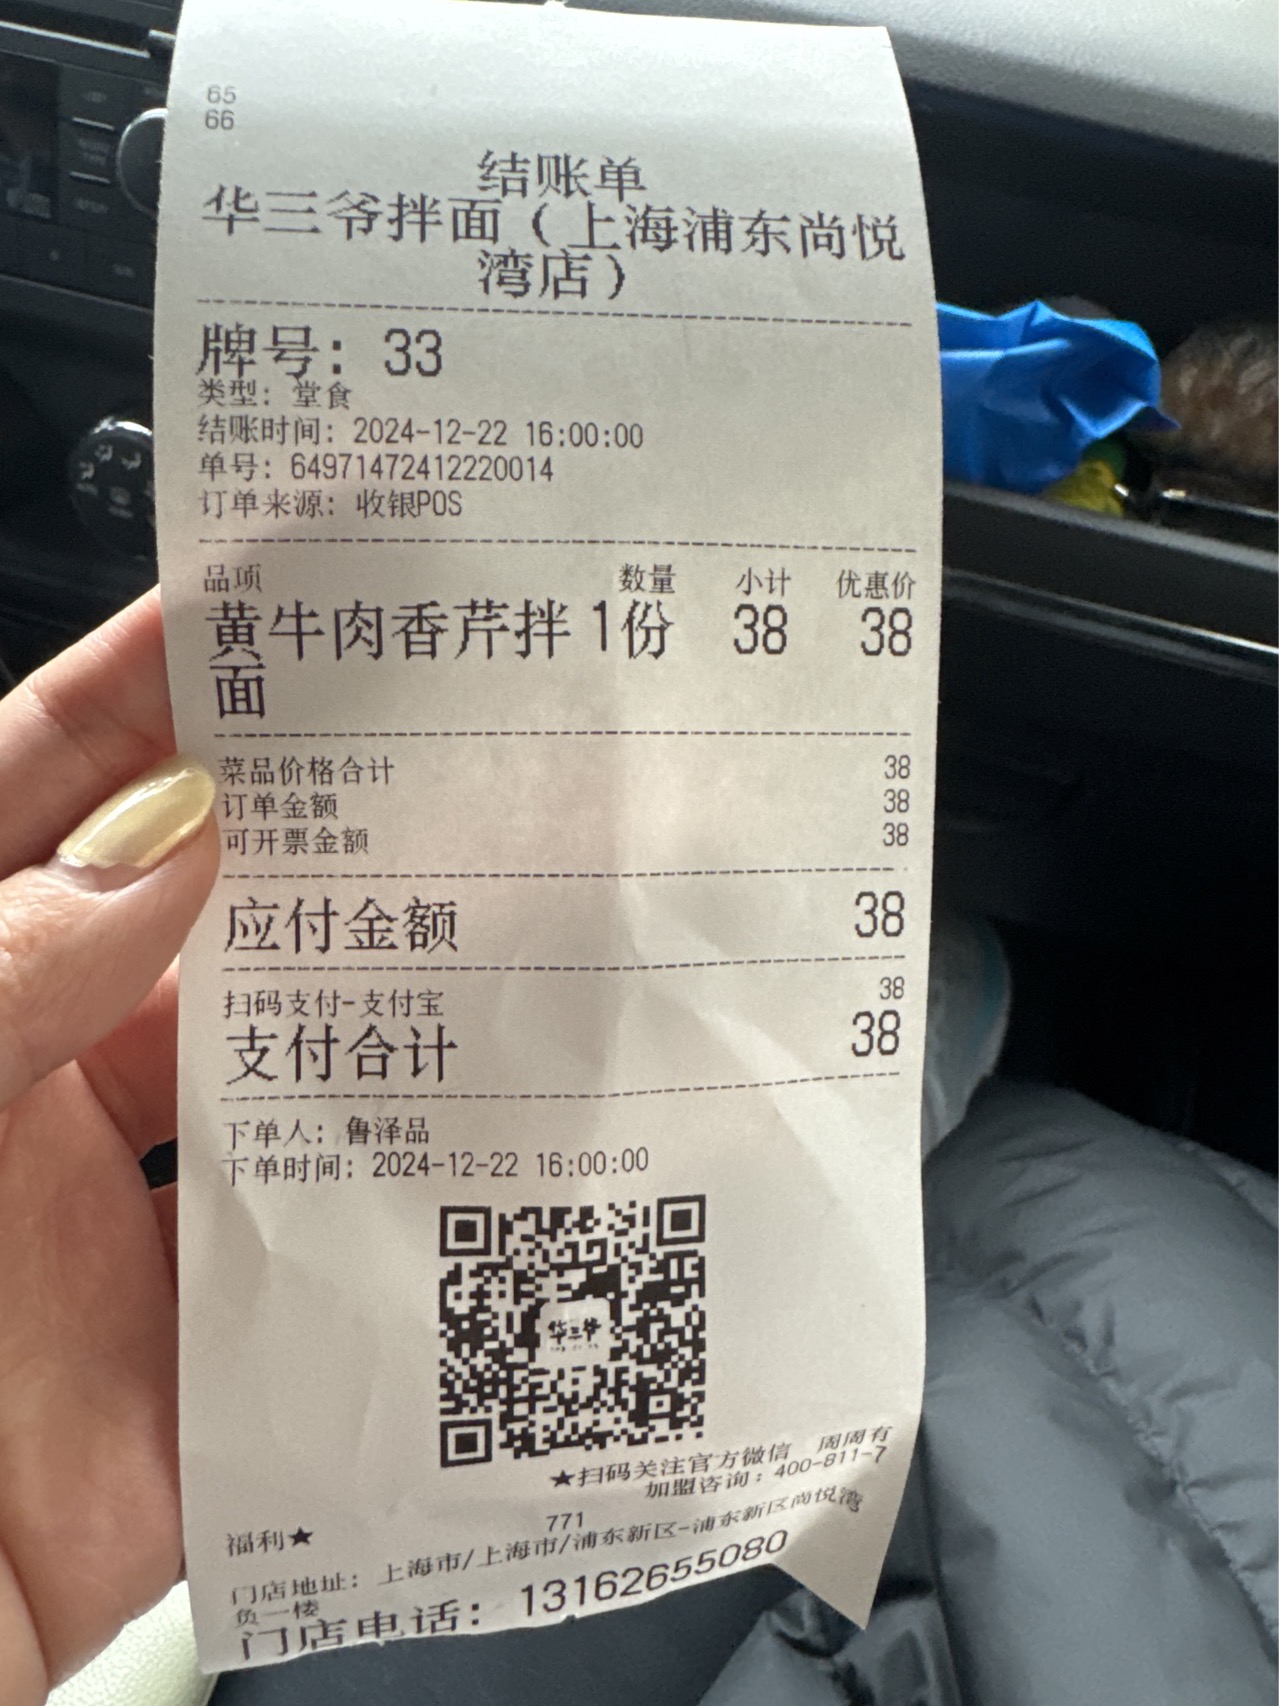 65
66
结账单
华三爷拌面（上海浦东尚悦
湾店）
牌号：33
类型：堂食
结账时间：2024-12-22 16:00:00
单号：64971472412220014
订单来源：收银POS
品项 数量 小计 优惠价
黄牛肉香芹拌 1份 38 38
面
菜品价格合计 38
订单金额 38
可开票金额 38
应付金额 38
扫码支付-支付宝 38
支付合计 38
下单人：鲁泽品
下单时间：2024-12-22 16:00:00
华三爷
★扫码关注官方微信 周周有
福利★
加盟咨询：400-811-7
771
门店地址：上海市/上海市/浦东新区-浦东新区尚悦湾
负一楼
门店电话：13162655080